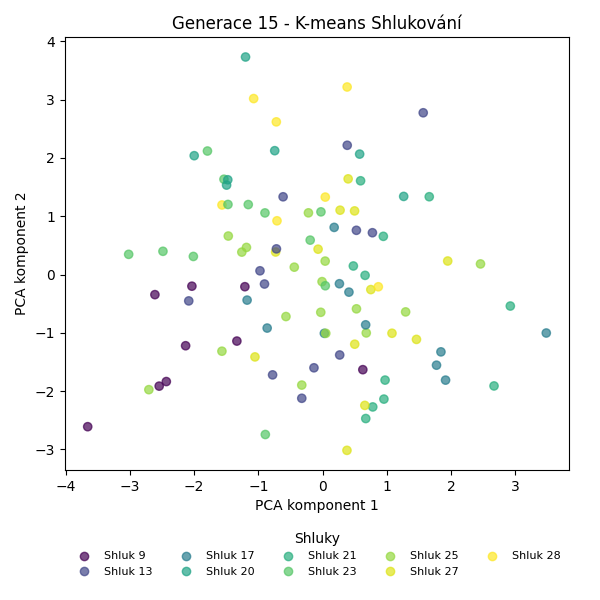 Generace 15 - K-means Shlukování
4
3
2
1
0
−1
−2
−3
PCA komponent 2
−4 −3 −2 −1 0 1 2 3
PCA komponent 1
Shluky
Shluk 9 Shluk 17 Shluk 21 Shluk 25 Shluk 28
Shluk 13 Shluk 20 Shluk 23 Shluk 27